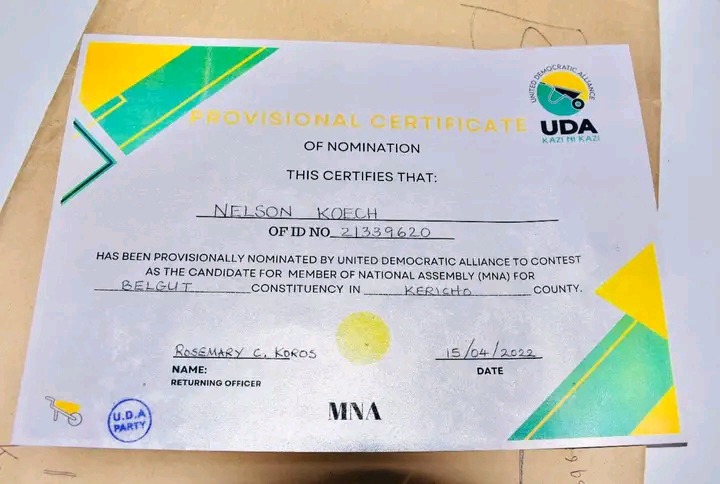 UNITED DEMOCRATIC ALLIANCE
UDA
KAZI NI KAZI
PROVISIONAL CERTIFICATE
OF NOMINATION
THIS CERTIFIES THAT:
NELSON KOECH
OF ID NO 21339620
HAS BEEN PROVISIONALLY NOMINATED BY UNITED DEMOCRATIC ALLIANCE TO CONTEST
AS THE CANDIDATE FOR MEMBER OF NATIONAL ASSEMBLY (MNA) FOR
BELGUT CONSTITUENCY IN KERICHO COUNTY.
ROSEMARY C. KOROS 15/04/2022
NAME: DATE
RETURNING OFFICER
MNA
U.D.A
PARTY